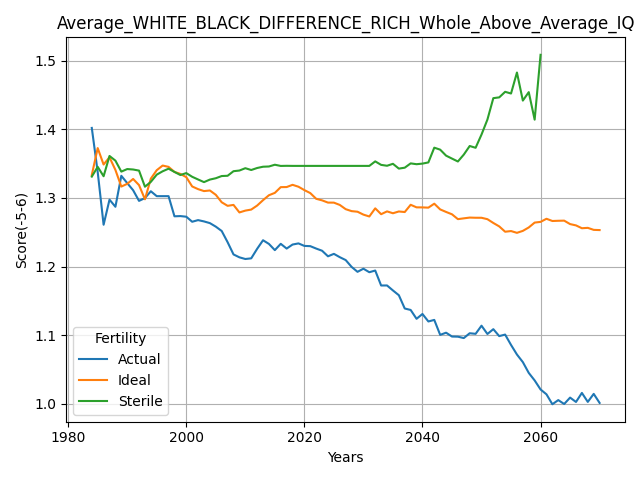 Average_WHITE_BLACK_DIFFERENCE_RICH_Whole_Above_Average_IQ
Score(-5-6)
1.5
1.4
1.3
1.2
1.1
1.0
Fertility
Actual
Ideal
Sterile
1980
2000
2020
2040
2060
Years